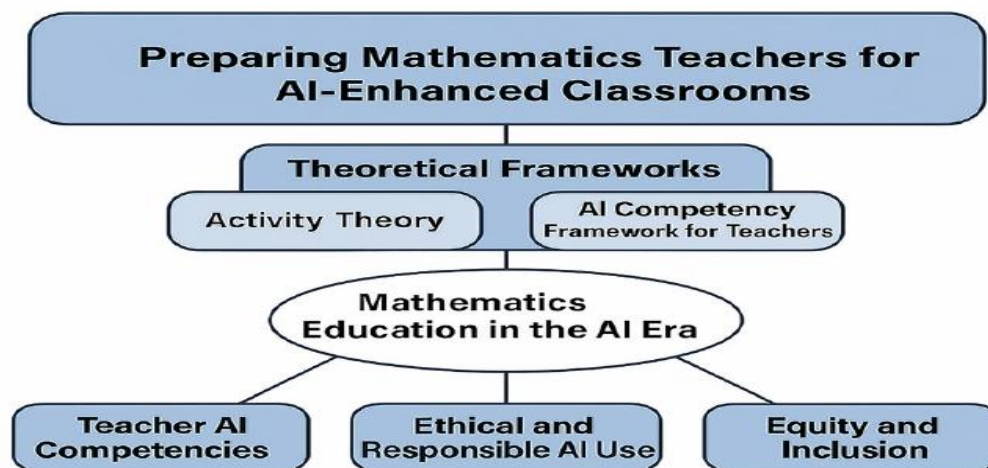 Preparing Mathematics Teachers for
AI-Enhanced Classrooms
Theoretical Frameworks
Activity Theory
AI Competency
Framework for Teachers
Mathematics
Education in the AI Era
Teacher AI
Competencies
Ethical and
Responsible AI Use
Equity and
Inclusion